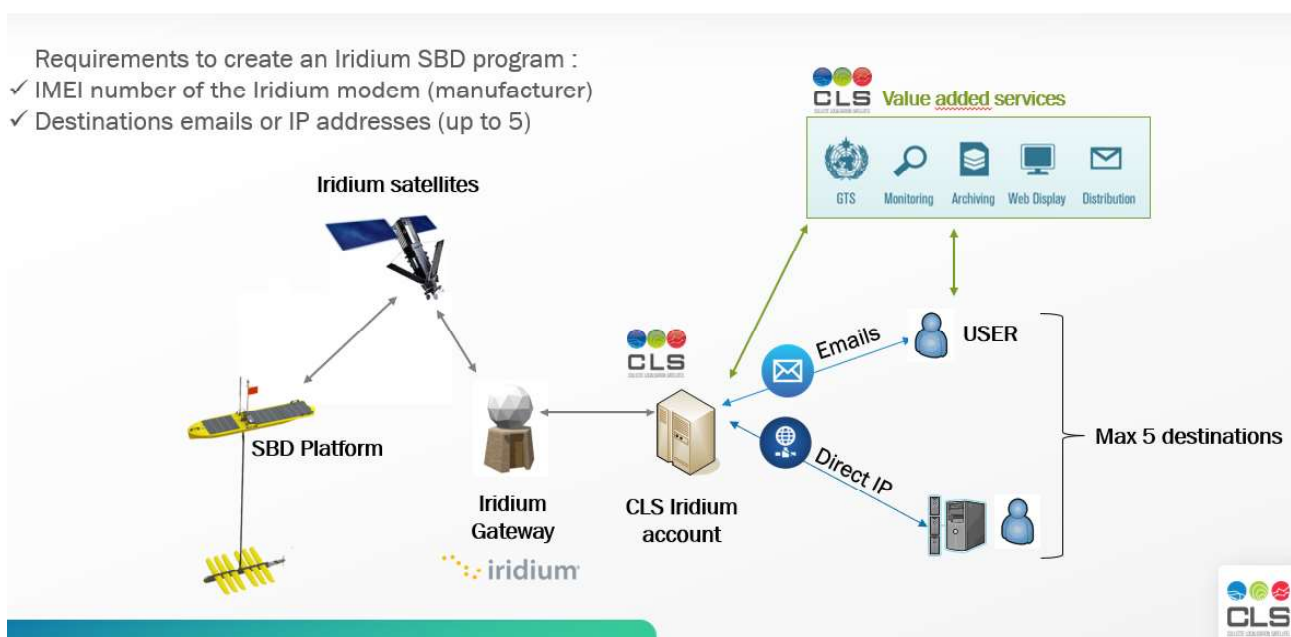 Requirements to create an Iridium SBD program :
✓ IMEI number of the Iridium modem (manufacturer)
✓ Destinations emails or IP addresses (up to 5)
CLS
Value added services
GTS
Monitoring
Archiving
Web Display
Distribution
Iridium satellites
SBD Platform
Iridium
Gateway
iridium
CLS
CLS Iridium
account
Emails
Direct IP
USER
Max 5 destinations
CLS